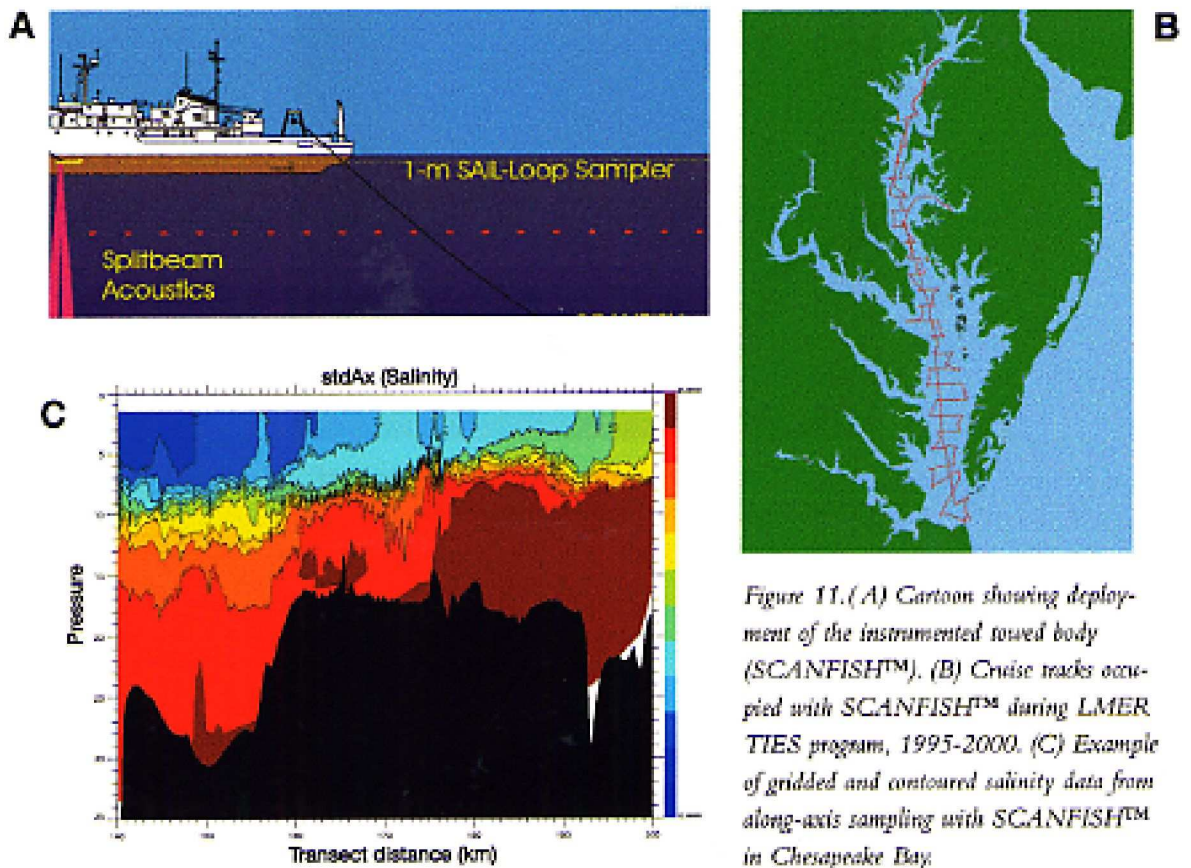 A
B
1-m SAIL-Loop Sampler
Splitbeam
Acoustics
C
stdAx (Salinity)
Pressure
Transect distance (km)
Figure 11.(A) Cartoon showing deploy-
ment of the instrumented towed body
(SCANFISH™). (B) Cruise tracks occu-
pied with SCANFISH™ during LMER
TIES program, 1995-2000. (C) Example
of gridded and contoured salinity data from
along-axis sampling with SCANFISH™
in Chesapeake Bay.